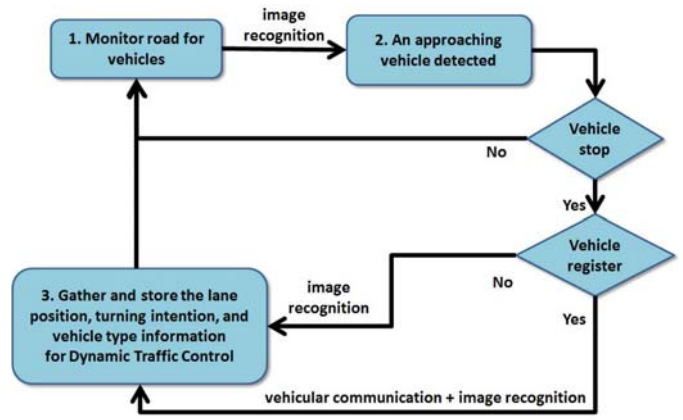 1. Monitor road for
vehicles
image
recognition
2. An approaching
vehicle detected
Vehicle
stop
No
Yes
Vehicle
register
No
Yes
image
recognition
3. Gather and store the lane
position, turning intention, and
vehicle type information
for Dynamic Traffic Control
vehicular communication + image recognition